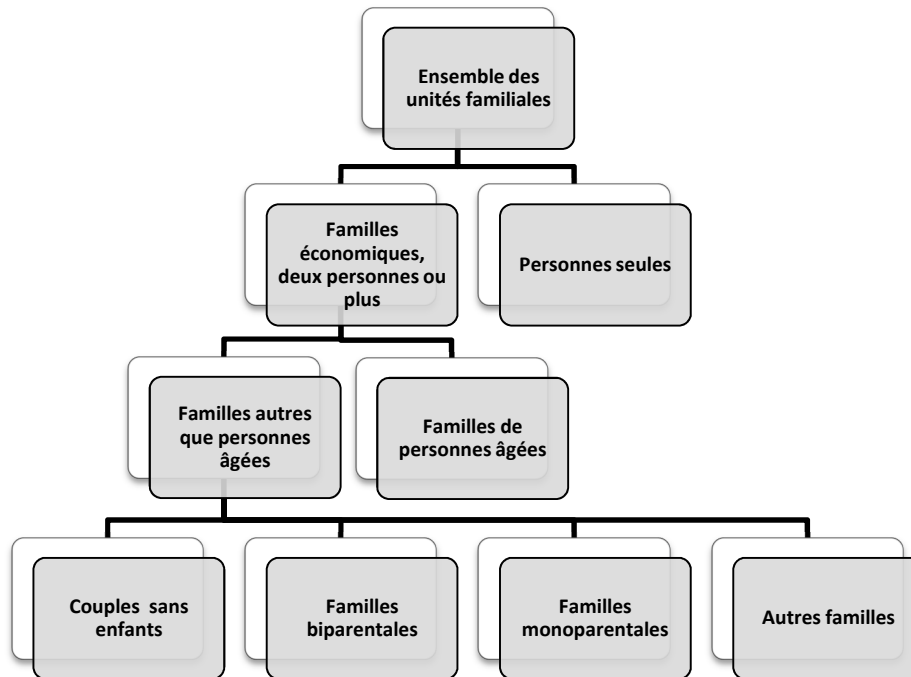 Ensemble des
unités familiales
Familles
économiques,
deux personnes ou
plus
Personnes seules
Familles autres
que personnes
âgées
Familles de
personnes âgées
Couples sans
enfants
Familles
biparentales
Familles
monoparentales
Autres familles